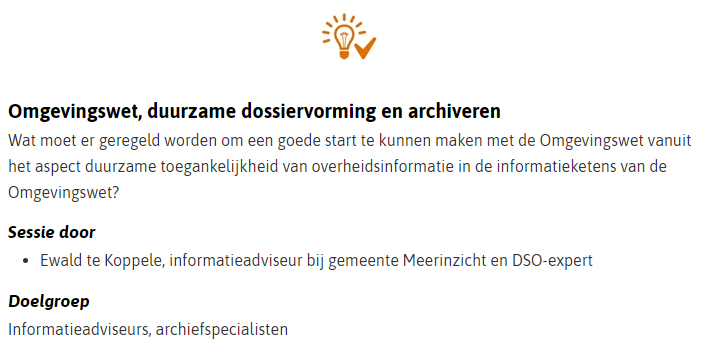 Omgevingswet, duurzame dossiervorming en archiveren
Wat moet er geregeld worden om een goede start te kunnen maken met de Omgevingswet vanuit
het aspect duurzame toegankelijkheid van overheidsinformatie in de informatieketens van de
Omgevingswet?
Sessie door
• Ewald te Koppele, informatieadviseur bij gemeente Meerinzicht en DSO-expert
Doelgroep
Informatieadviseurs, archiefspecialisten